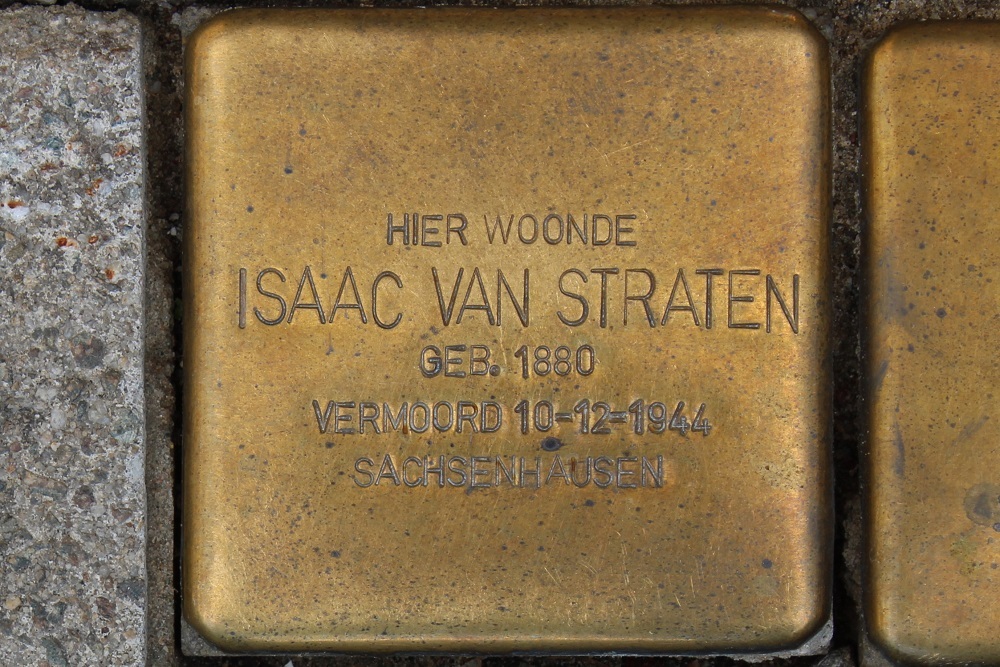 HIER WOONDE
ISAAC VAN STRATEN
GEB. 1880
VERMOORD 10-12-1944
SACHSENHAUSEN